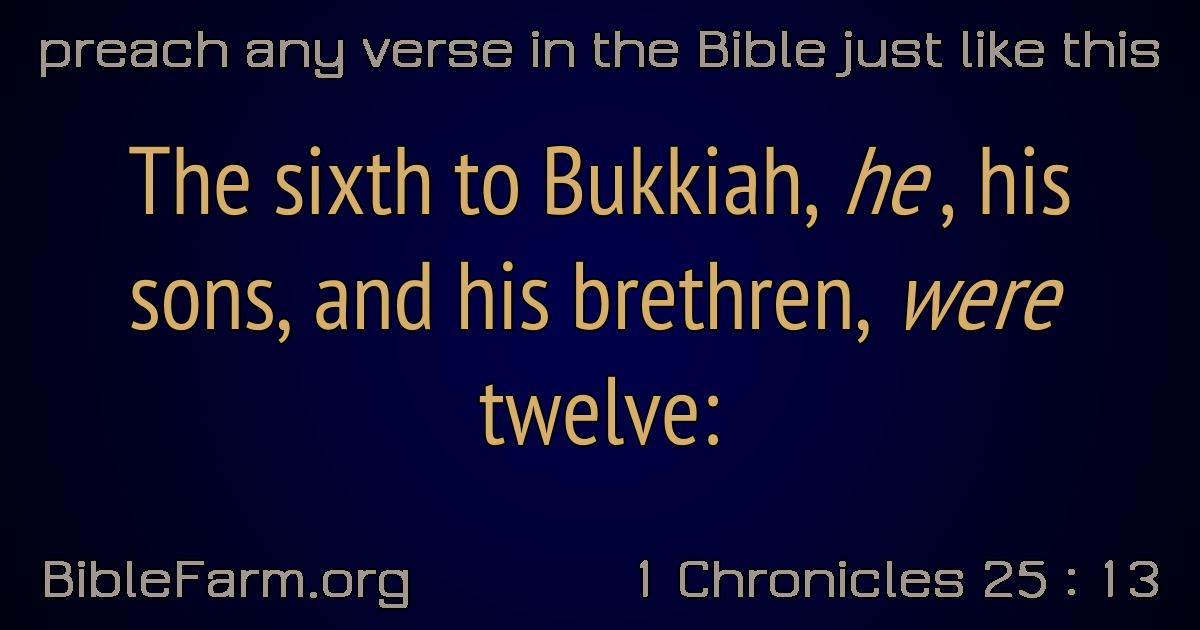 preach any verse in the Bible just like this
The sixth to Bukkiah, he , his
sons, and his brethren, were
twelve:
BibleFarm.org
1 Chronicles 25 : 13